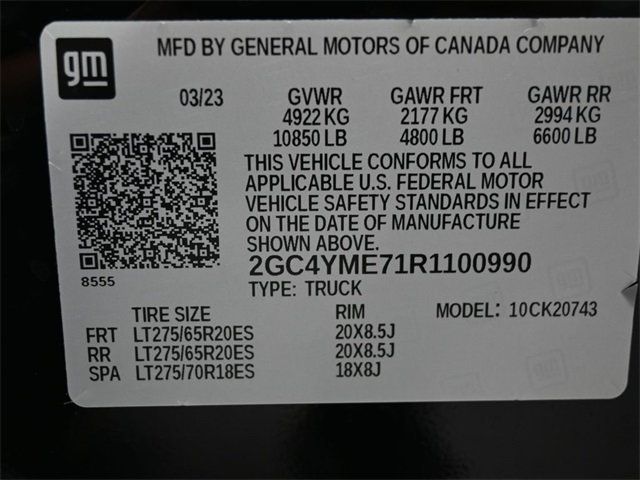 gm
MFD BY GENERAL MOTORS OF CANADA COMPANY
03/23 GVWR GAWR FRT GAWR RR
4922 KG 2177 KG 2994 KG
10850 LB 4800 LB 6600 LB
THIS VEHICLE CONFORMS TO ALL
APPLICABLE U.S. FEDERAL MOTOR
VEHICLE SAFETY STANDARDS IN EFFECT
ON THE DATE OF MANUFACTURE
SHOWN ABOVE.
2GC4YME71R1100990
8555
TYPE: TRUCK
TIRE SIZE RIM MODEL: 10CK20743
FRT LT275/65R20ES 20X8.5J
RR LT275/65R20ES 20X8.5J
SPA LT275/70R18ES 18X8J